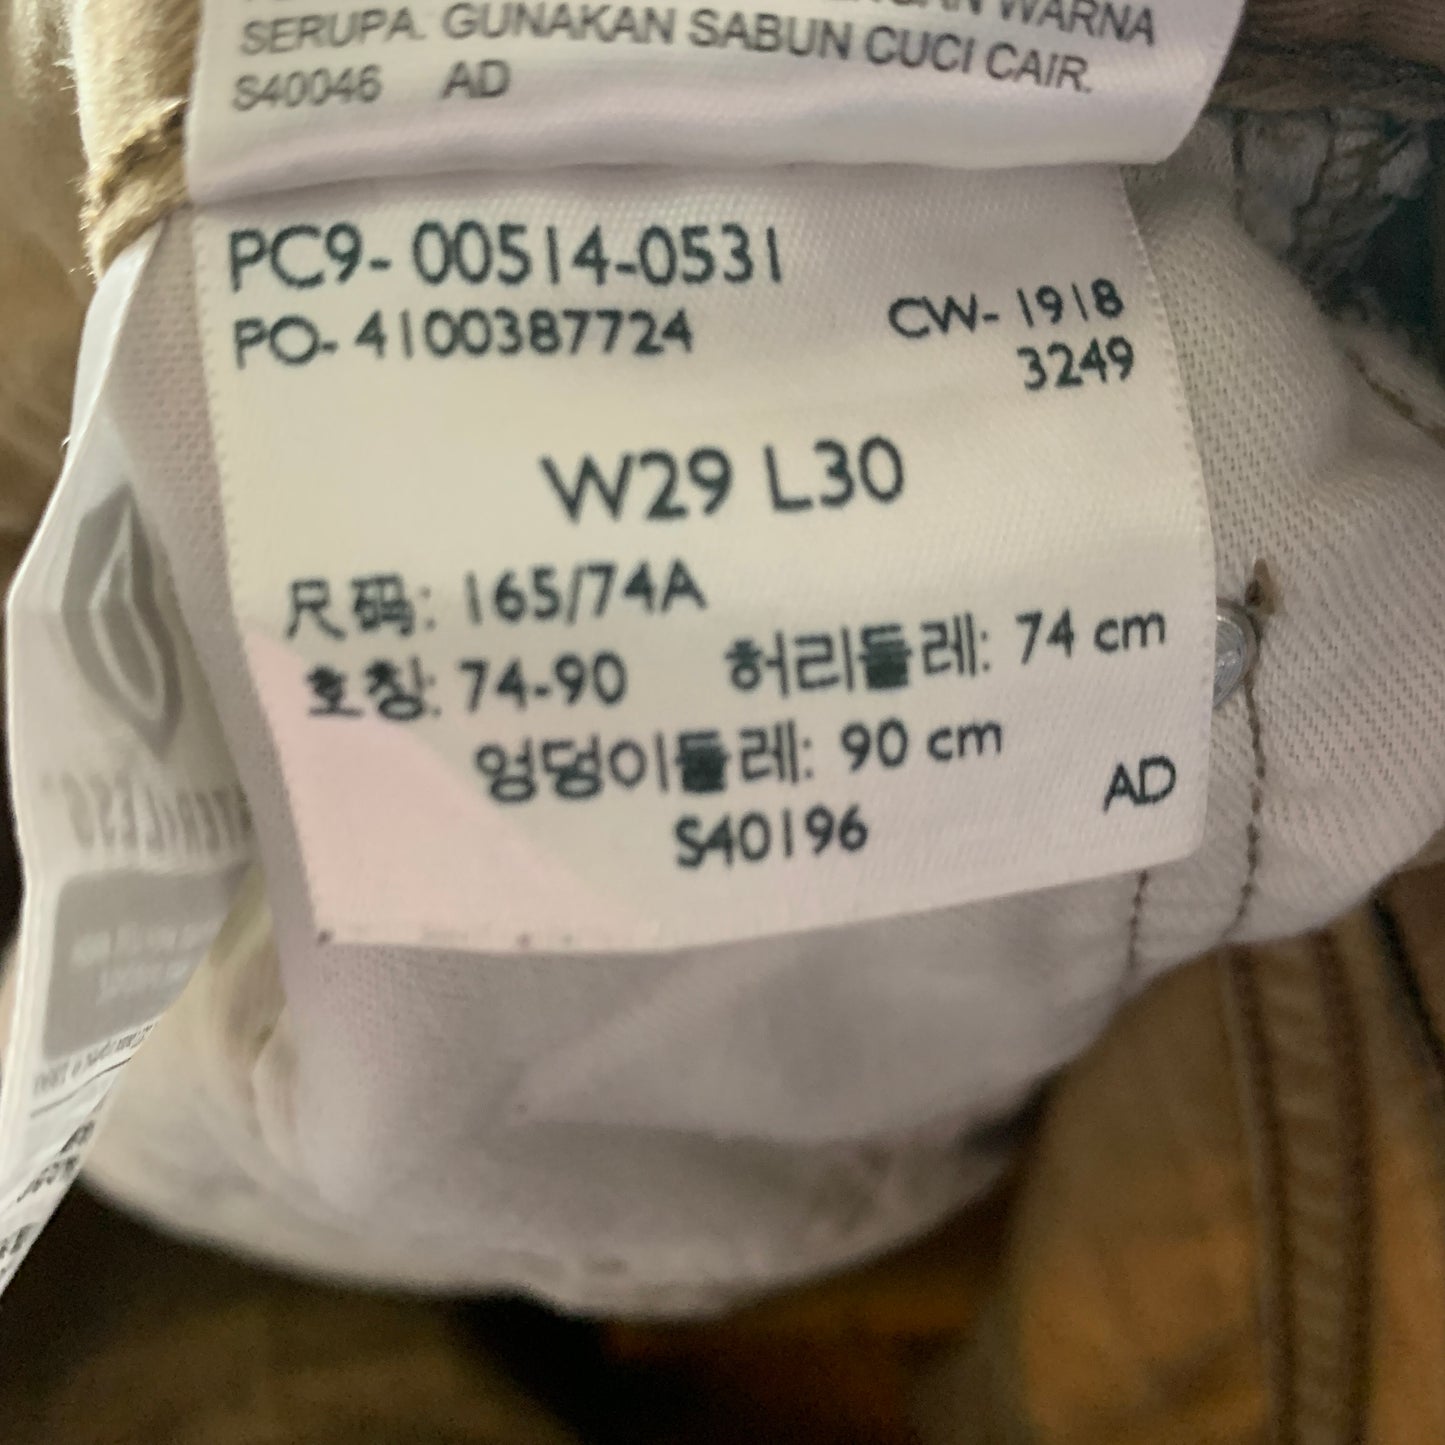 WARNA
SERUPA. GUNAKAN SABUN CUCI CAIR.
S40046 AD
PC9- 00514-0531
PO- 4100387724
CW- 1918
3249
W29 L30
尺码: 165/74A
호칭: 74-90 허리둘레: 74 cm
엉덩이둘레: 90 cm
S40196
AD